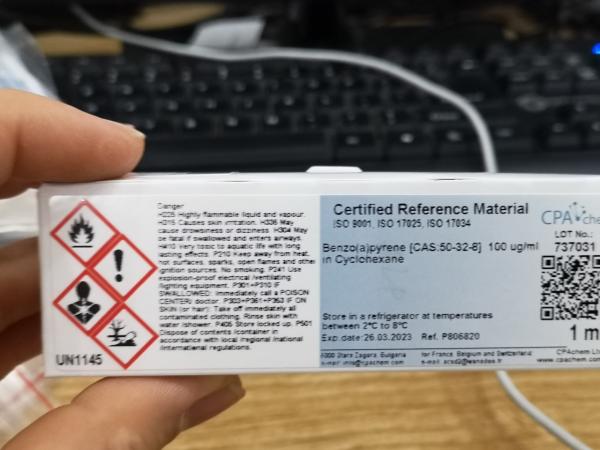 Danger
H225 Highly flammable liquid and vapour.
H315 Causes skin irritation. H336 May
cause drowsiness or dizziness. H304 May
be fatal if swallowed and enters airways.
H410 Very toxic to aquatic life with long
lasting effects. P210 Keep away from heat,
hot surfaces, sparks, open flames and other
ignition sources. No smoking. P241 Use
explosion-proof electrical /ventilating
/lighting equipment. P301+P310 IF
SWALLOWED: Immediately call a POISON
CENTER/ doctor. P303+P361+P353 IF ON
SKIN (or hair): Take off immediately all
contaminated clothing. Rinse skin with
water /shower. P405 Store locked up. P501
Dispose of contents /container in
accordance with local /regional /national
/international regulations.
UN1145
Certified Reference Material
ISO 9001, ISO 17025, ISO 17034
Benzo(a)pyrene [CAS:50-32-8] 100 ug/ml
in Cyclohexane
Store in a refrigerator at temperatures
between 2°C to 8°C
Exp.date: 26.03.2023 Ref. P806820
6000 Stara Zagora, Bulgaria
e-mail: info@cpachem.com
for France, Belgium and Switzerland
CPAche
LOT No.:
737031
1 m
CPAchem Lt
www.cpachem.com